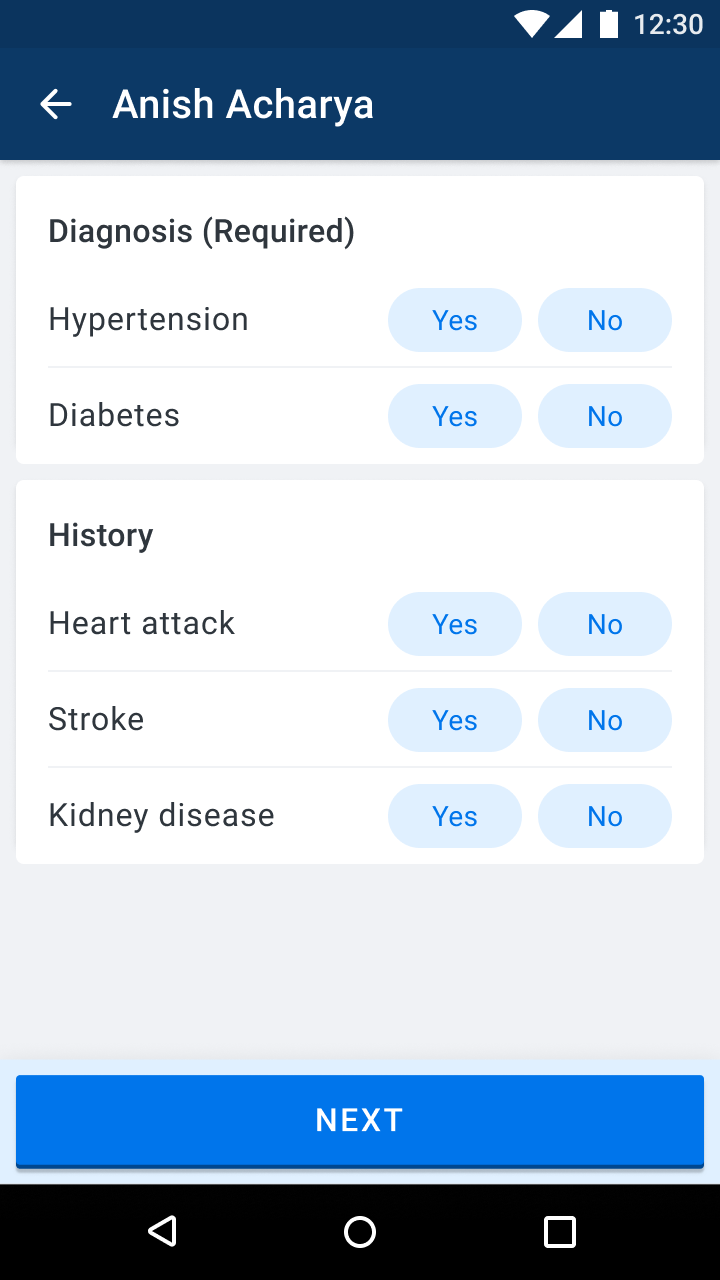 12:30
Anish Acharya
Diagnosis (Required)
Hypertension Yes No
Diabetes Yes No
History
Heart attack Yes No
Stroke Yes No
Kidney disease Yes No
NEXT